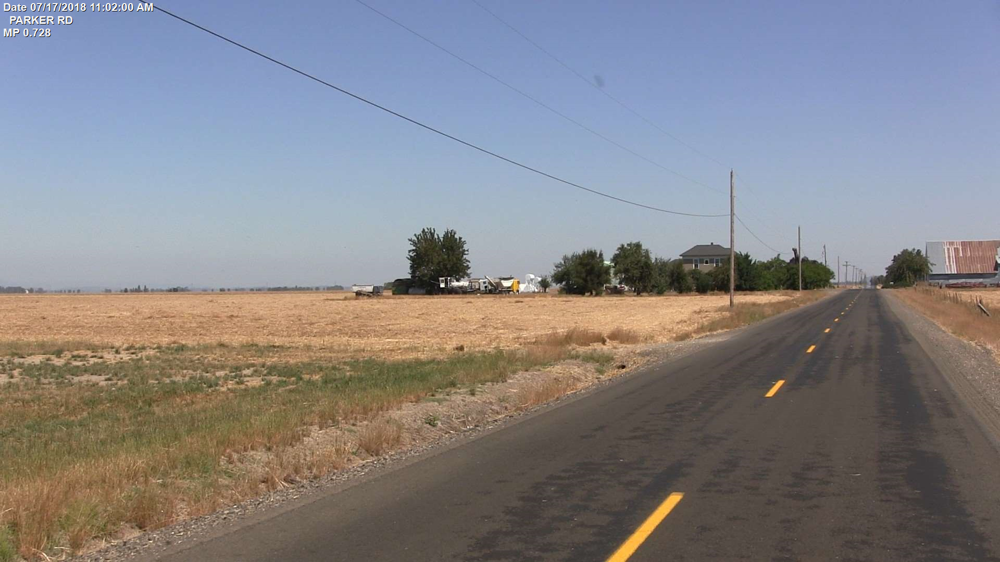 Date 07/17/2018 11:02:00 AM
PARKER RD
MP 0.728